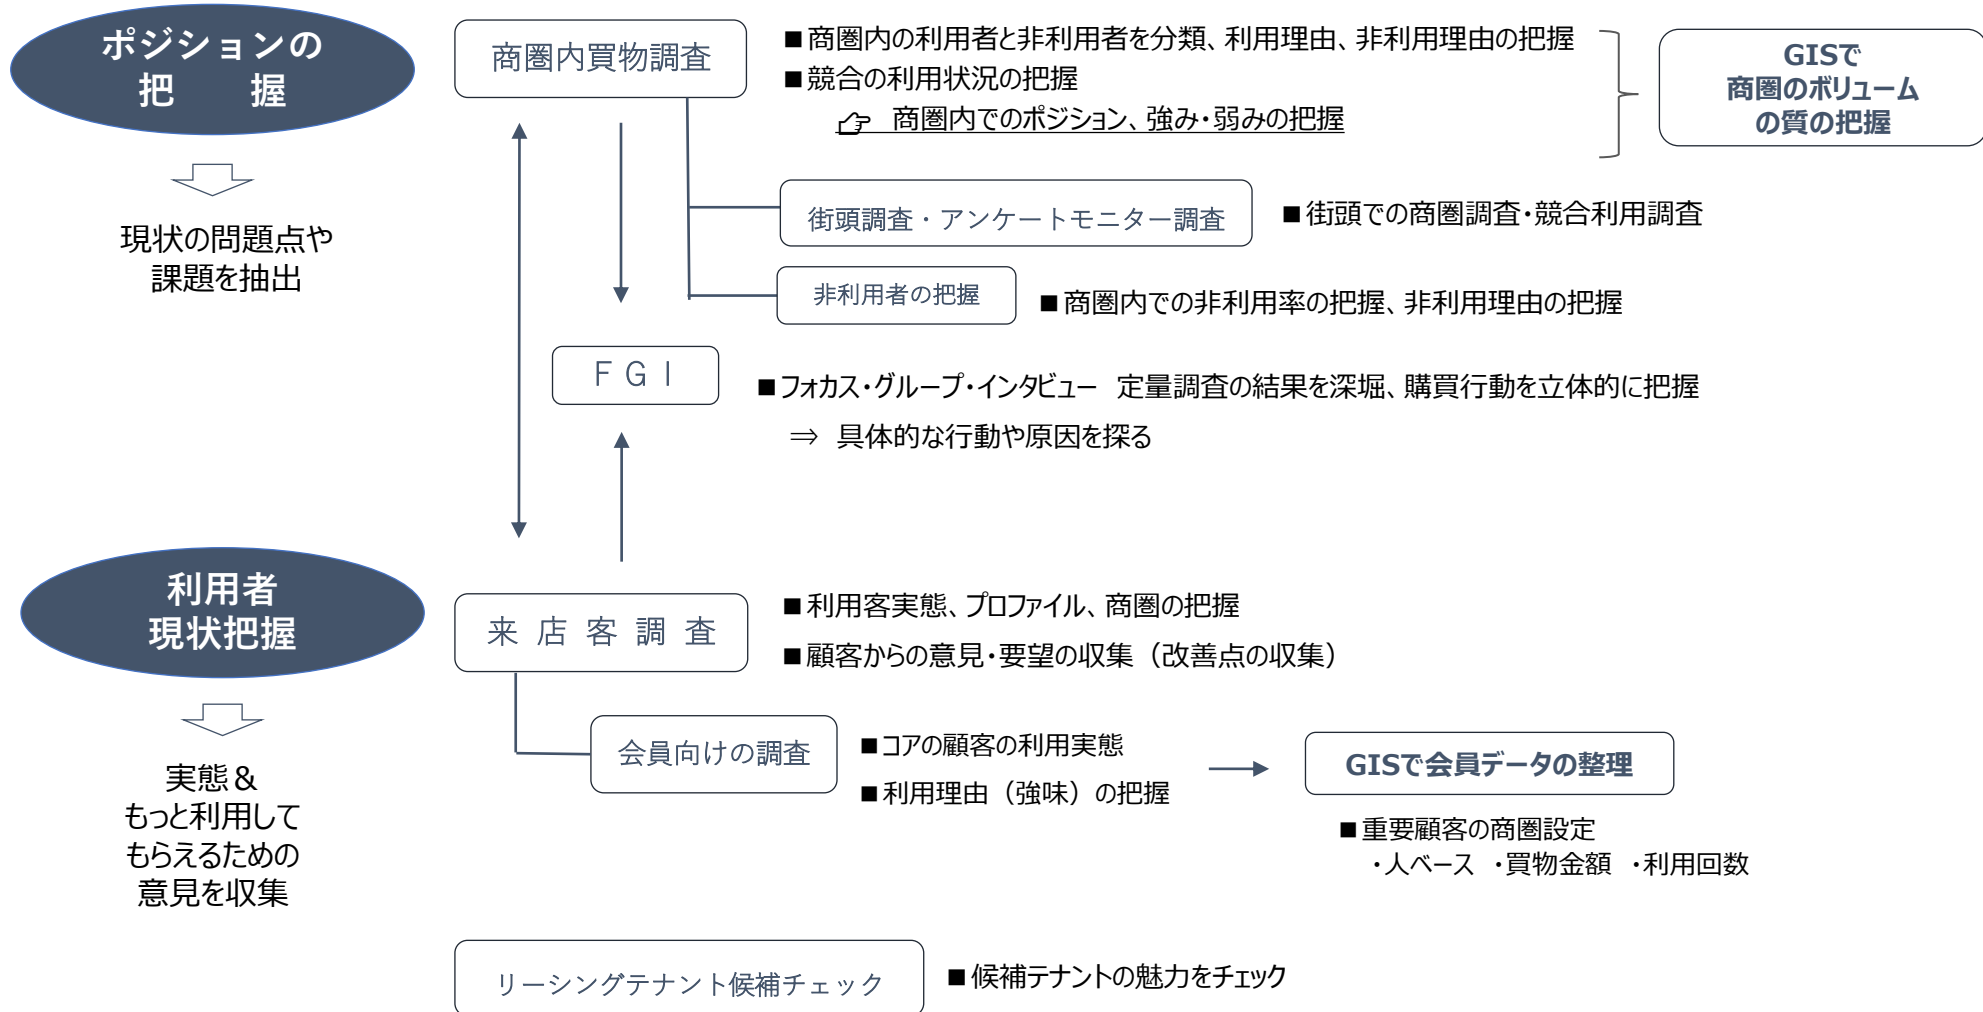 ポジションの
把　　握
現状の問題点や
課題を抽出
商圏内買物調査
■商圏内の利用者と非利用者を分類、利用理由、非利用理由の把握
■競合の利用状況の把握
☞　商圏内でのポジション、強み・弱みの把握
GISで
商圏のボリューム
の質の把握
街頭調査・アンケートモニター調査
■街頭での商圏調査・競合利用調査
非利用者の把握
■商圏内での非利用率の把握、非利用理由の把握
ＦＧＩ
■フォカス・グループ・インタビュー　定量調査の結果を深堀、購買行動を立体的に把握
⇒　具体的な行動や原因を探る
利用者
現状把握
実態＆
もっと利用して
もらえるための
意見を収集
来 店 客 調 査
■利用客実態、プロファイル、商圏の把握
■顧客からの意見・要望の収集（改善点の収集）
会員向けの調査
■コアの顧客の利用実態
■利用理由（強味）の把握
GISで会員データの整理
■重要顧客の商圏設定
・人ベース　・買物金額　・利用回数
リーシングテナント候補チェック
■候補テナントの魅力をチェック